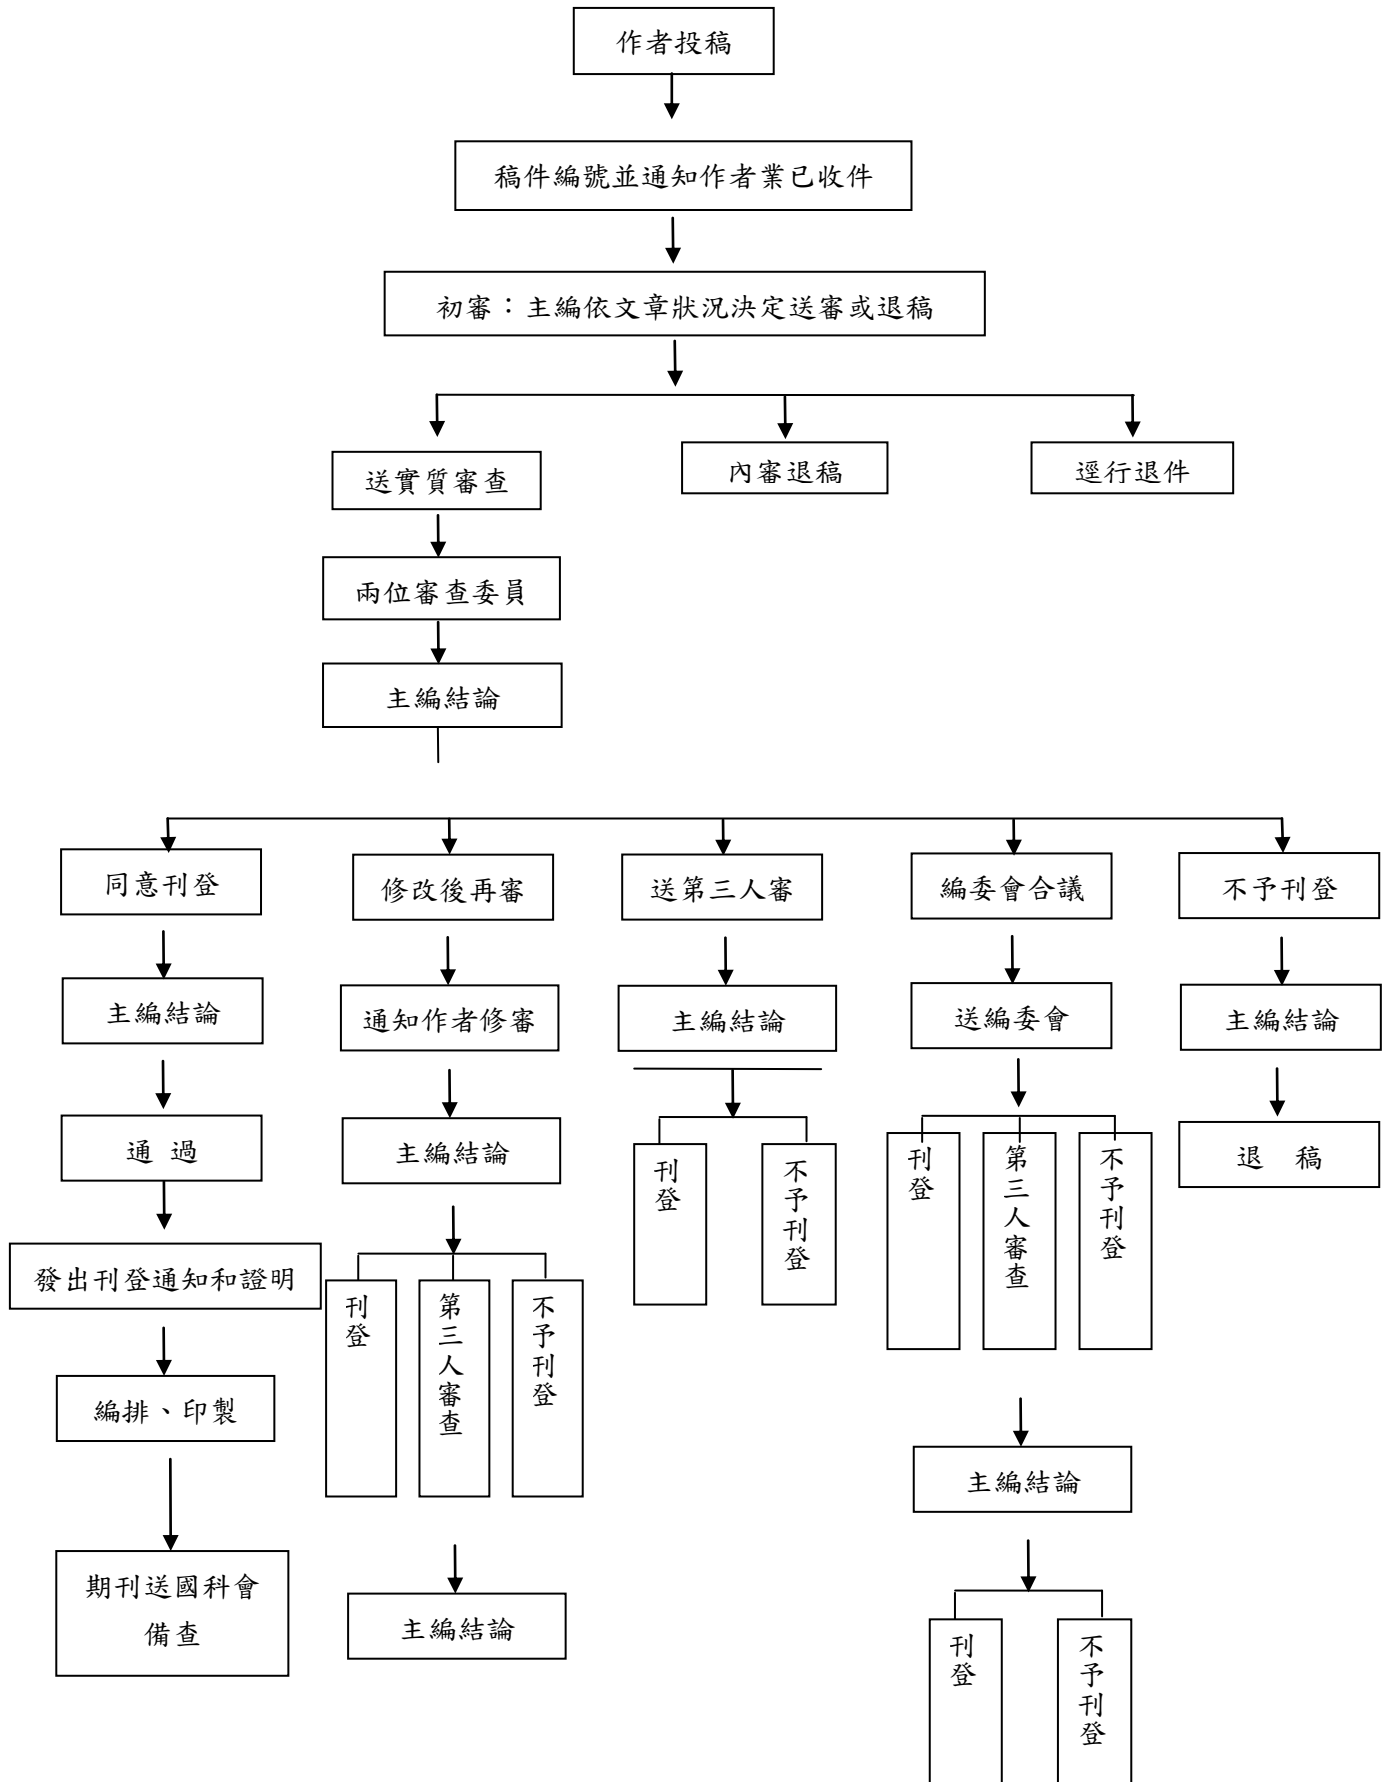 作者投稿
稿件編號並通知作者業已收件
初審：主編依文章狀況決定送審或退稿
送實質審查
內審退稿
逕行退件
兩位審查委員
主編結論
同意刊登
修改後再審
送第三人審
編委會合議
不予刊登
主編結論
通知作者修審
主編結論
送編委會
主編結論
通 過
主編結論
刊登
不予刊登
刊登
第三人審查
不予刊登
退 稿
發出刊登通知和證明
刊登
第三人審查
不予刊登
編排、印製
主編結論
期刊送國科會
備查
主編結論
刊登
不予刊登